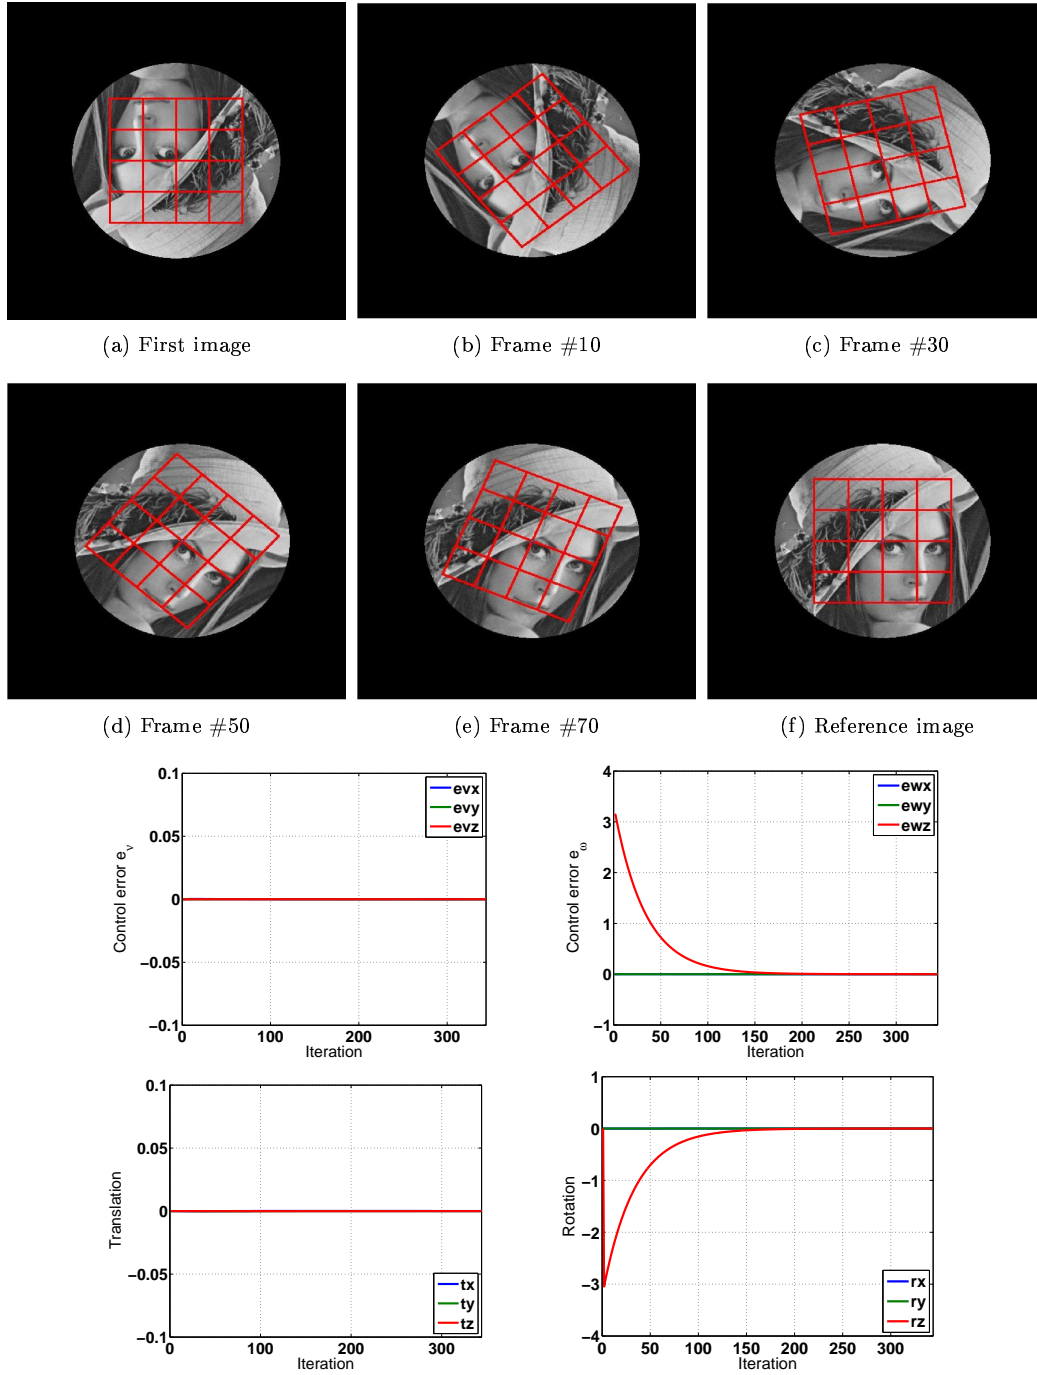 (a) First image
(b) Frame #10
(c) Frame #30
(d) Frame #50
(e) Frame #70
(f) Reference image
0.1
0.05
0
−0.05
−0.1
0
100
200
300
Control error eν
Iteration
evx
evy
evz
4
3
2
1
0
−1
0
50
100
150
200
250
300
Control error eω
Iteration
ewx
ewy
ewz
0.1
0.05
0
−0.05
−0.1
0
100
200
300
Translation
Iteration
tx
ty
tz
1
0
−1
−2
−3
−4
0
50
100
150
200
250
300
Rotation
Iteration
rx
ry
rz